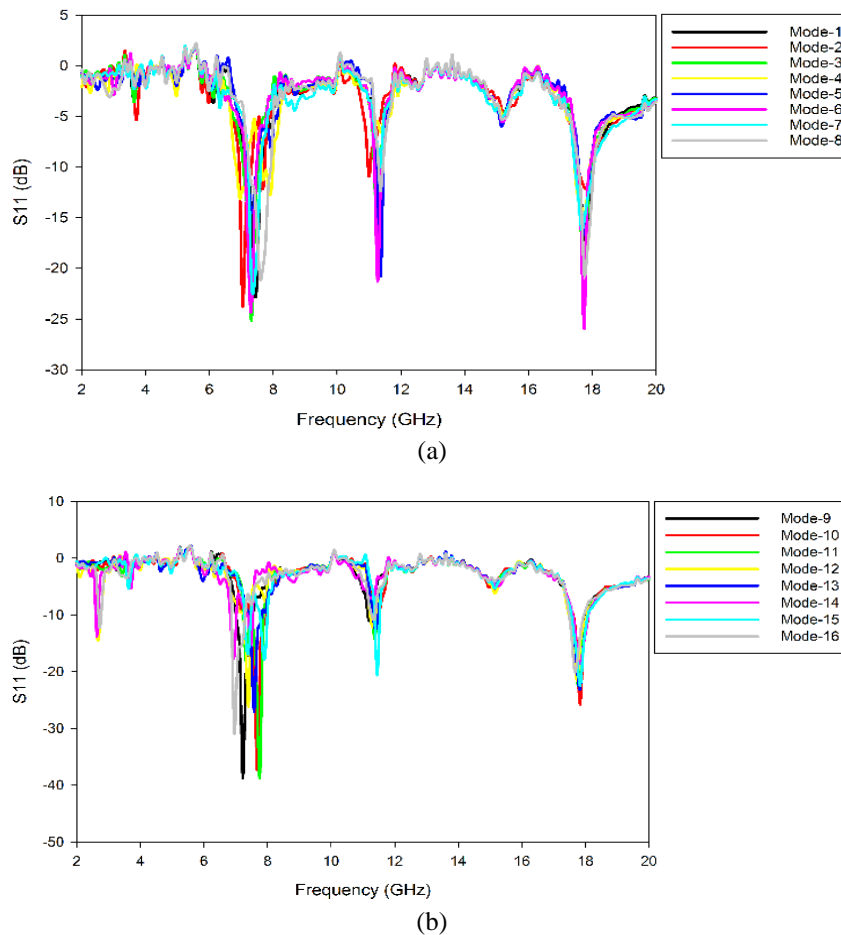 5
0
-5
-10
-15
-20
-25
-30
S11 (dB)
2 4 6 8 10 12 14 16 18 20
Frequency (GHz)
Mode-1
Mode-2
Mode-3
Mode-4
Mode-5
Mode-6
Mode-7
Mode-8
(a)
10
0
-10
-20
-30
-40
-50
S11 (dB)
2 4 6 8 10 12 14 16 18 20
Frequency (GHz)
Mode-9
Mode-10
Mode-11
Mode-12
Mode-13
Mode-14
Mode-15
Mode-16
(b)